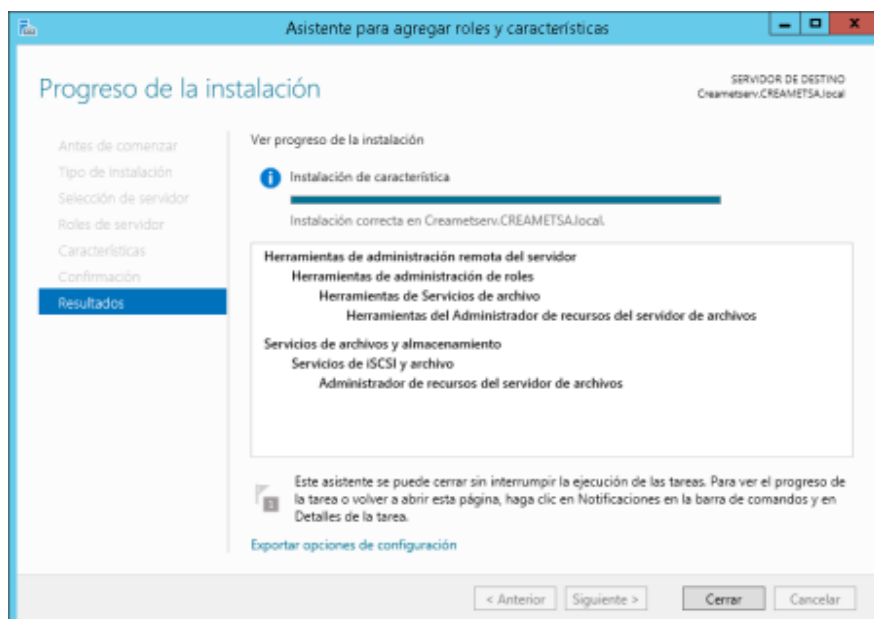 Asistente para agregar roles y características
Progreso de la instalación
SERVIDOR DE DESTINO
Creametserv.CREAMETSA.local
Antes de comenzar
Tipo de instalación
Selección de servidor
Roles de servidor
Características
Confirmación
Resultados
Ver progreso de la instalación
Instalación de característica
Instalación correcta en Creametserv.CREAMETSA.local.
Herramientas de administración remota del servidor
Herramientas de administración de roles
Herramientas de Servicios de archivo
Herramientas del Administrador de recursos del servidor de archivos
Servicios de archivos y almacenamiento
Servicios de iSCSI y archivo
Administrador de recursos del servidor de archivos
Este asistente se puede cerrar sin interrumpir la ejecución de las tareas. Para ver el progreso de
la tarea o volver a abrir esta página, haga clic en Notificaciones en la barra de comandos y en
Detalles de la tarea.
Exportar opciones de configuración
< Anterior
Siguiente >
Cerrar
Cancelar